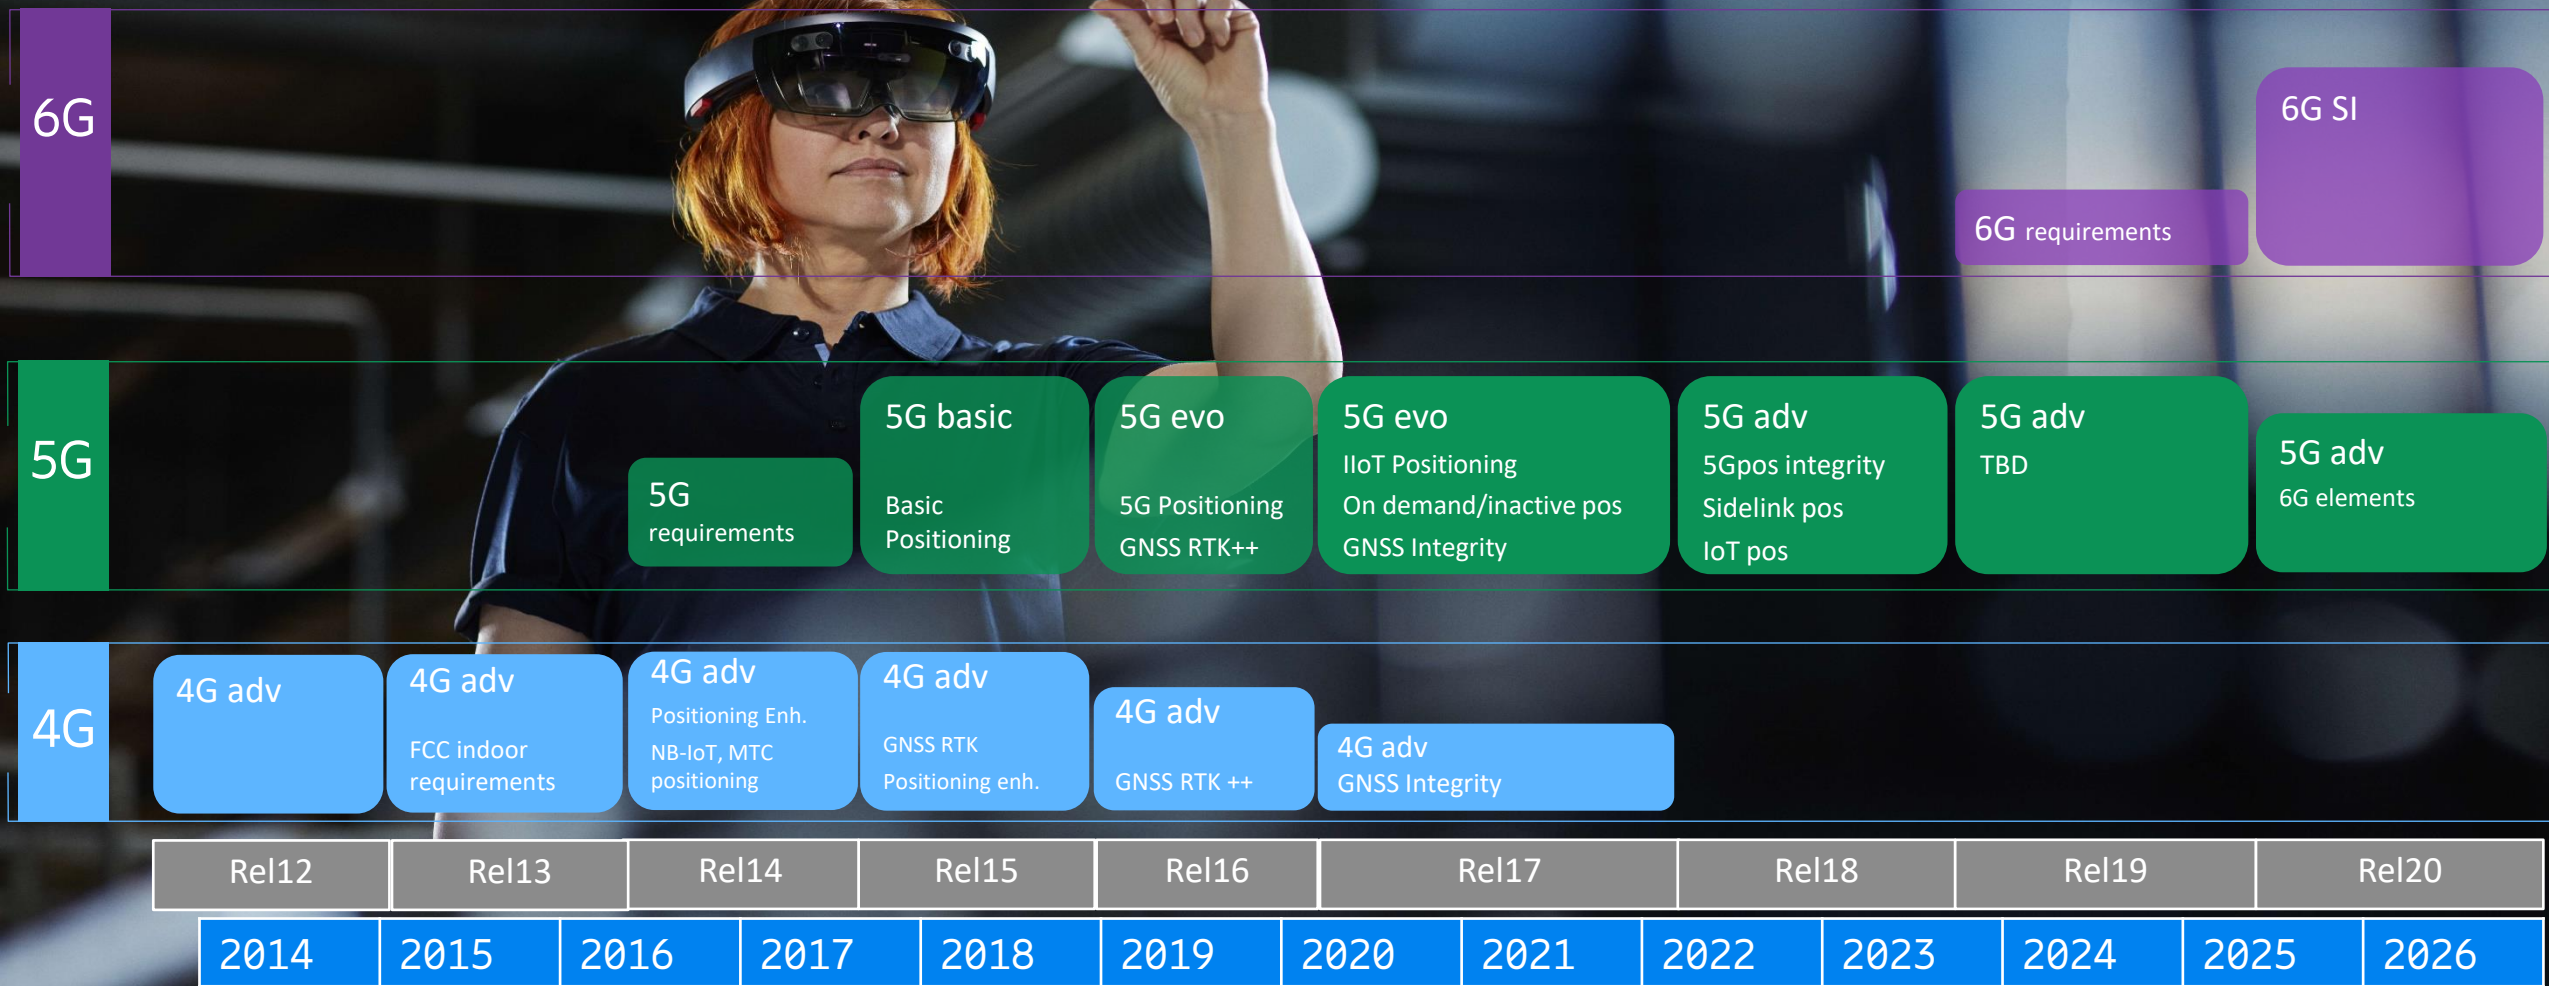 6G
6G SI
6G requirements
5G
5G
requirements
5G basic
Basic
Positioning
5G evo
5G Positioning
GNSS RTK++
5G evo
IIoT Positioning
On demand/inactive pos
GNSS Integrity
5G adv
5Gpos integrity
Sidelink pos
IoT pos
5G adv
TBD
5G adv
6G elements
4G
4G adv
4G adv
FCC indoor
requirements
4G adv
Positioning Enh.
NB-IoT, MTC
positioning
4G adv
GNSS RTK
Positioning enh.
4G adv
GNSS RTK ++
4G adv
GNSS Integrity
Rel12 Rel13 Rel14 Rel15 Rel16 Rel17 Rel18 Rel19 Rel20
2014 2015 2016 2017 2018 2019 2020 2021 2022 2023 2024 2025 2026